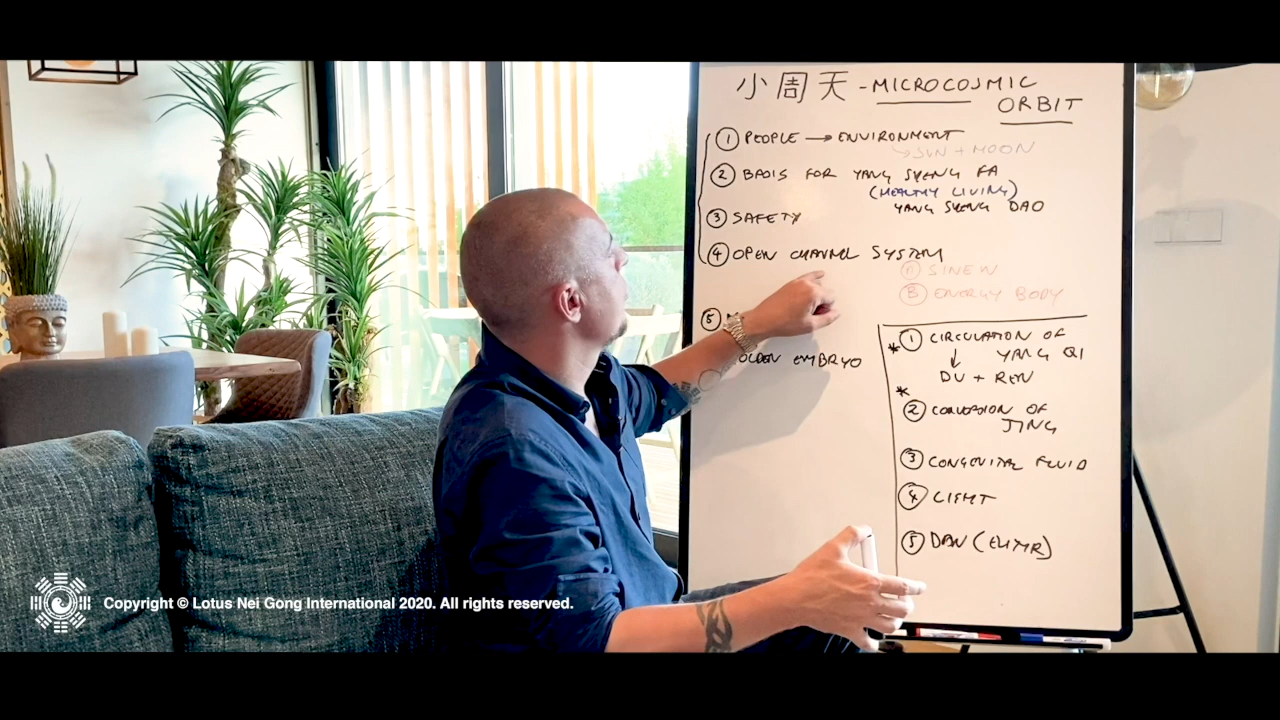 小周天 - MICROCOSMIC
ORBIT
① PEOPLE → ENVIRONMENT
↳ SUN + MOON
② BASIS FOR YANG SHENG FA
(HEALTHY LIVING)
YANG SHENG DAO
③ SAFETY
④ OPEN CHANNEL SYSTEM
Ⓐ SINEW
Ⓑ ENERGY BODY
⑤
OLDEN EMBRYO
* ① CIRCULATION OF
↓ YANG QI
DU + REN
* ② CONVERSION OF
JING
③ CONGENITAL FLUID
④ LIGHT
⑤ DAN (ELIXIR)
Copyright © Lotus Nei Gong International 2020. All rights reserved.